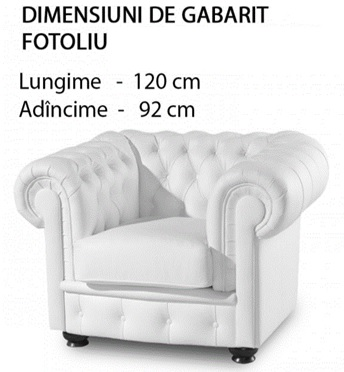 DIMENSIUNI DE GABARIT
FOTOLIU
Lungime - 120 cm
Adîncime - 92 cm